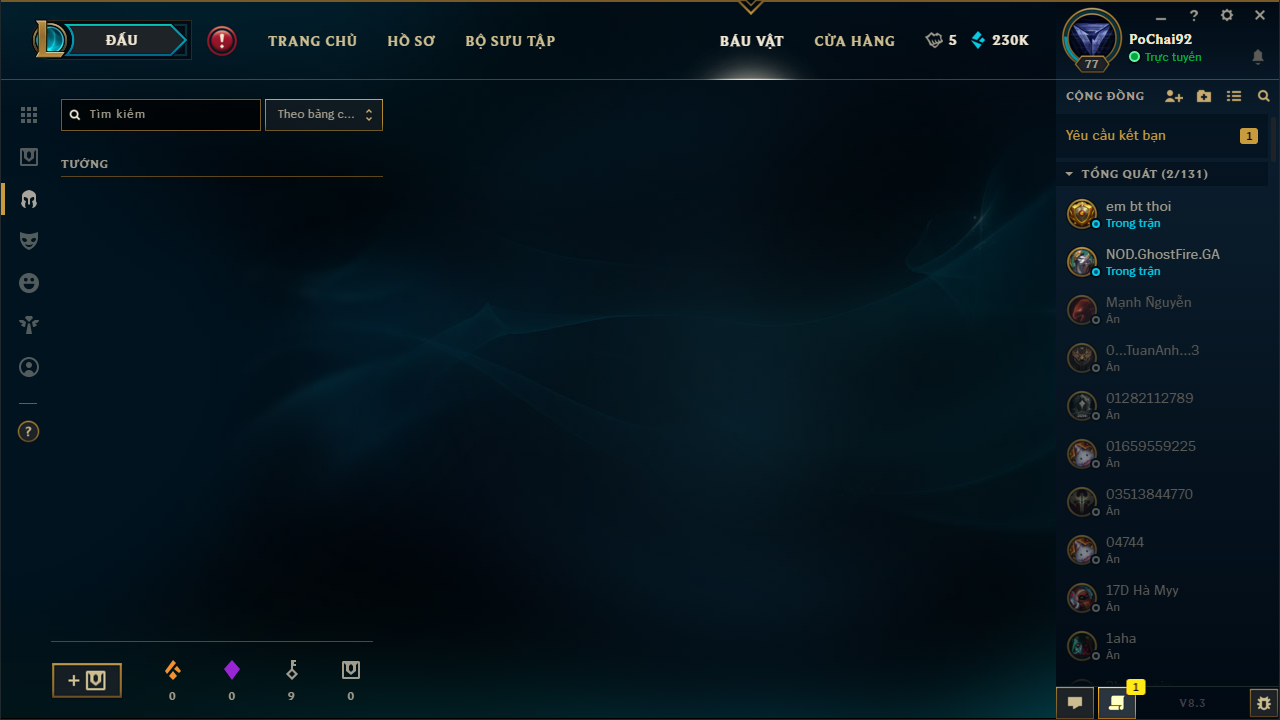 ĐẤU
TRANG CHỦ
HỒ SƠ
BỘ SƯU TẬP
BÁU VẬT
CỬA HÀNG
5
230K
77
PoChai92
Trực tuyến
Tìm kiếm
Theo bảng c...
TƯỚNG
CỘNG ĐỒNG
Yêu cầu kết bạn
1
TỔNG QUÁT (2/131)
em bt thoi
Trong trận
NOD.GhostFire.GA
Trong trận
Mạnh Ñguyễn
Ẩn
0...TuanAnh...3
Ẩn
01282112789
Ẩn
01659559225
Ẩn
03513844770
Ẩn
04744
Ẩn
17D Hà Myy
Ẩn
1aha
Ẩn
0
0
9
0
1
V8.3